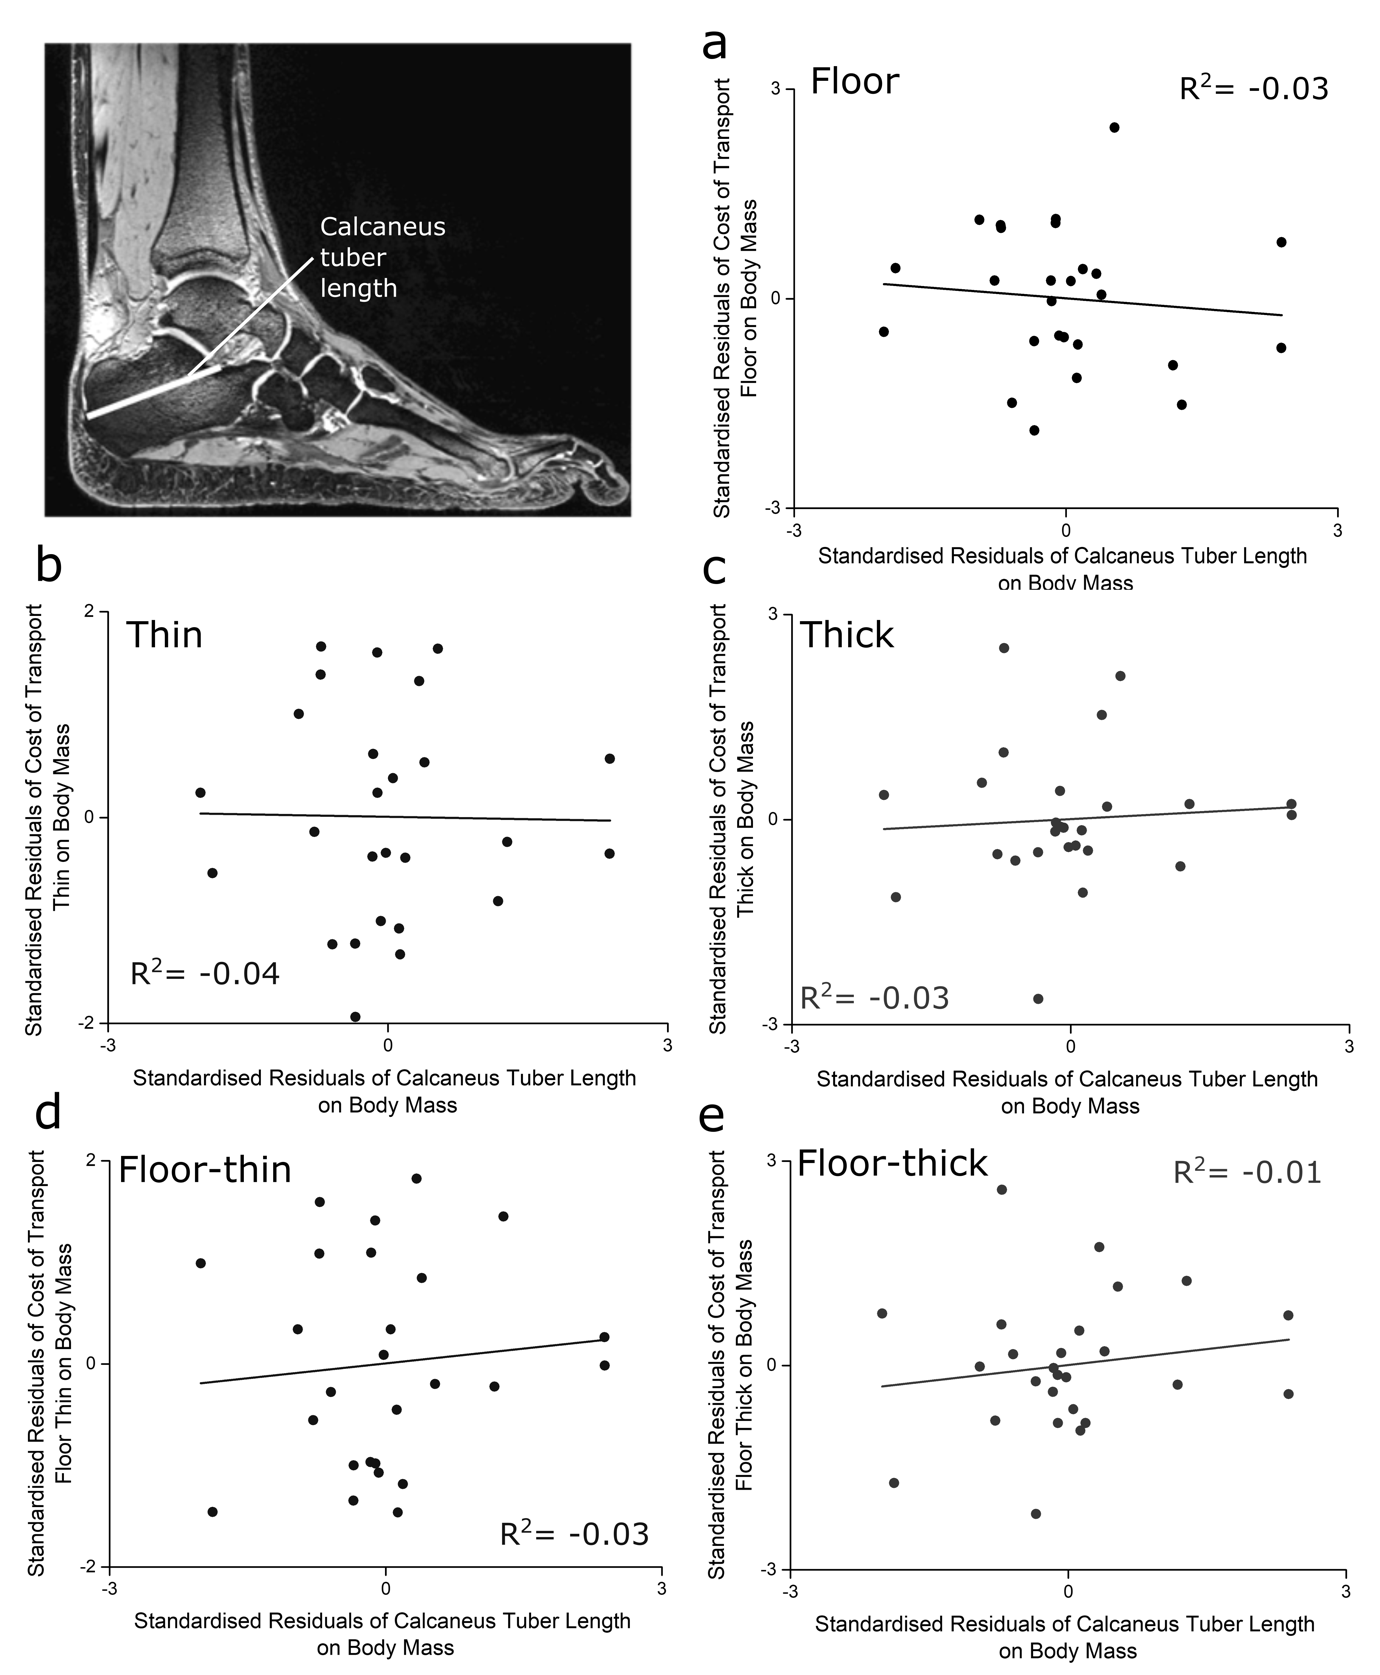 Calcaneus
tuber
length
a
Floor
R²= -0.03
3
0
-3
-3
0
3
Standardised Residuals of Cost of Transport
Floor on Body Mass
Standardised Residuals of Calcaneus Tuber Length
on Body Mass
b
Thin
R²= -0.04
2
0
-2
-3
0
3
Standardised Residuals of Cost of Transport
Thin on Body Mass
Standardised Residuals of Calcaneus Tuber Length
on Body Mass
c
Thick
R²= -0.03
3
0
-3
-3
0
3
Standardised Residuals of Cost of Transport
Thick on Body Mass
Standardised Residuals of Calcaneus Tuber Length
on Body Mass
d
Floor-thin
R²= -0.03
2
0
-2
-3
0
3
Standardised Residuals of Cost of Transport
Floor Thin on Body Mass
Standardised Residuals of Calcaneus Tuber Length
on Body Mass
e
Floor-thick
R²= -0.01
3
0
-3
-3
0
3
Standardised Residuals of Cost of Transport
Floor Thick on Body Mass
Standardised Residuals of Calcaneus Tuber Length
on Body Mass